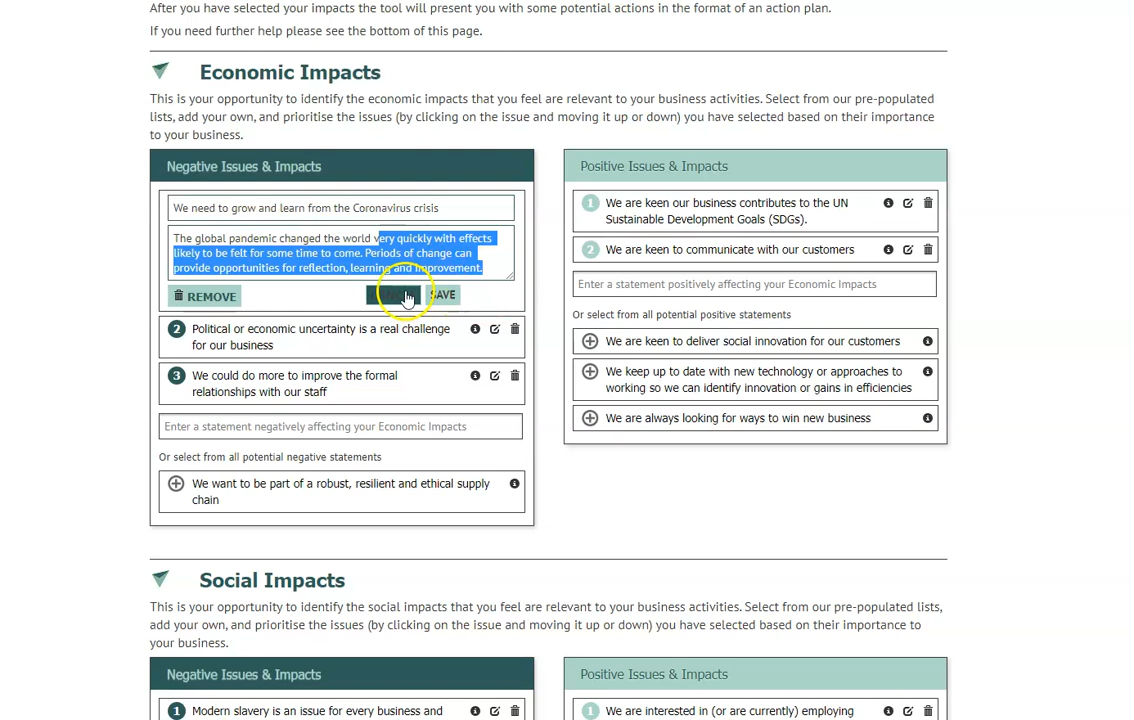 After you have selected your impacts the tool will present you with some potential actions in the format of an action plan.
If you need further help please see the bottom of this page.
Economic Impacts
This is your opportunity to identify the economic impacts that you feel are relevant to your business activities. Select from our pre-populated
lists, add your own, and prioritise the issues (by clicking on the issue and moving it up or down) you have selected based on their importance
to your business.
Negative Issues & Impacts
We need to grow and learn from the Coronavirus crisis
The global pandemic changed the world very quickly with effects
likely to be felt for some time to come. Periods of change can
provide opportunities for reflection, learning and improvement.
REMOVE
SAVE
2 Political or economic uncertainty is a real challenge
for our business
3 We could do more to improve the formal
relationships with our staff
Enter a statement negatively affecting your Economic Impacts
Or select from all potential negative statements
We want to be part of a robust, resilient and ethical supply
chain
Positive Issues & Impacts
1 We are keen our business contributes to the UN
Sustainable Development Goals (SDGs).
2 We are keen to communicate with our customers
Enter a statement positively affecting your Economic Impacts
Or select from all potential positive statements
We are keen to deliver social innovation for our customers
We keep up to date with new technology or approaches to
working so we can identify innovation or gains in efficiencies
We are always looking for ways to win new business
Social Impacts
This is your opportunity to identify the social impacts that you feel are relevant to your business activities. Select from our pre-populated lists,
add your own, and prioritise the issues (by clicking on the issue and moving it up or down) you have selected based on their importance to
your business.
Negative Issues & Impacts
1 Modern slavery is an issue for every business and
Positive Issues & Impacts
1 We are interested in (or are currently) employing